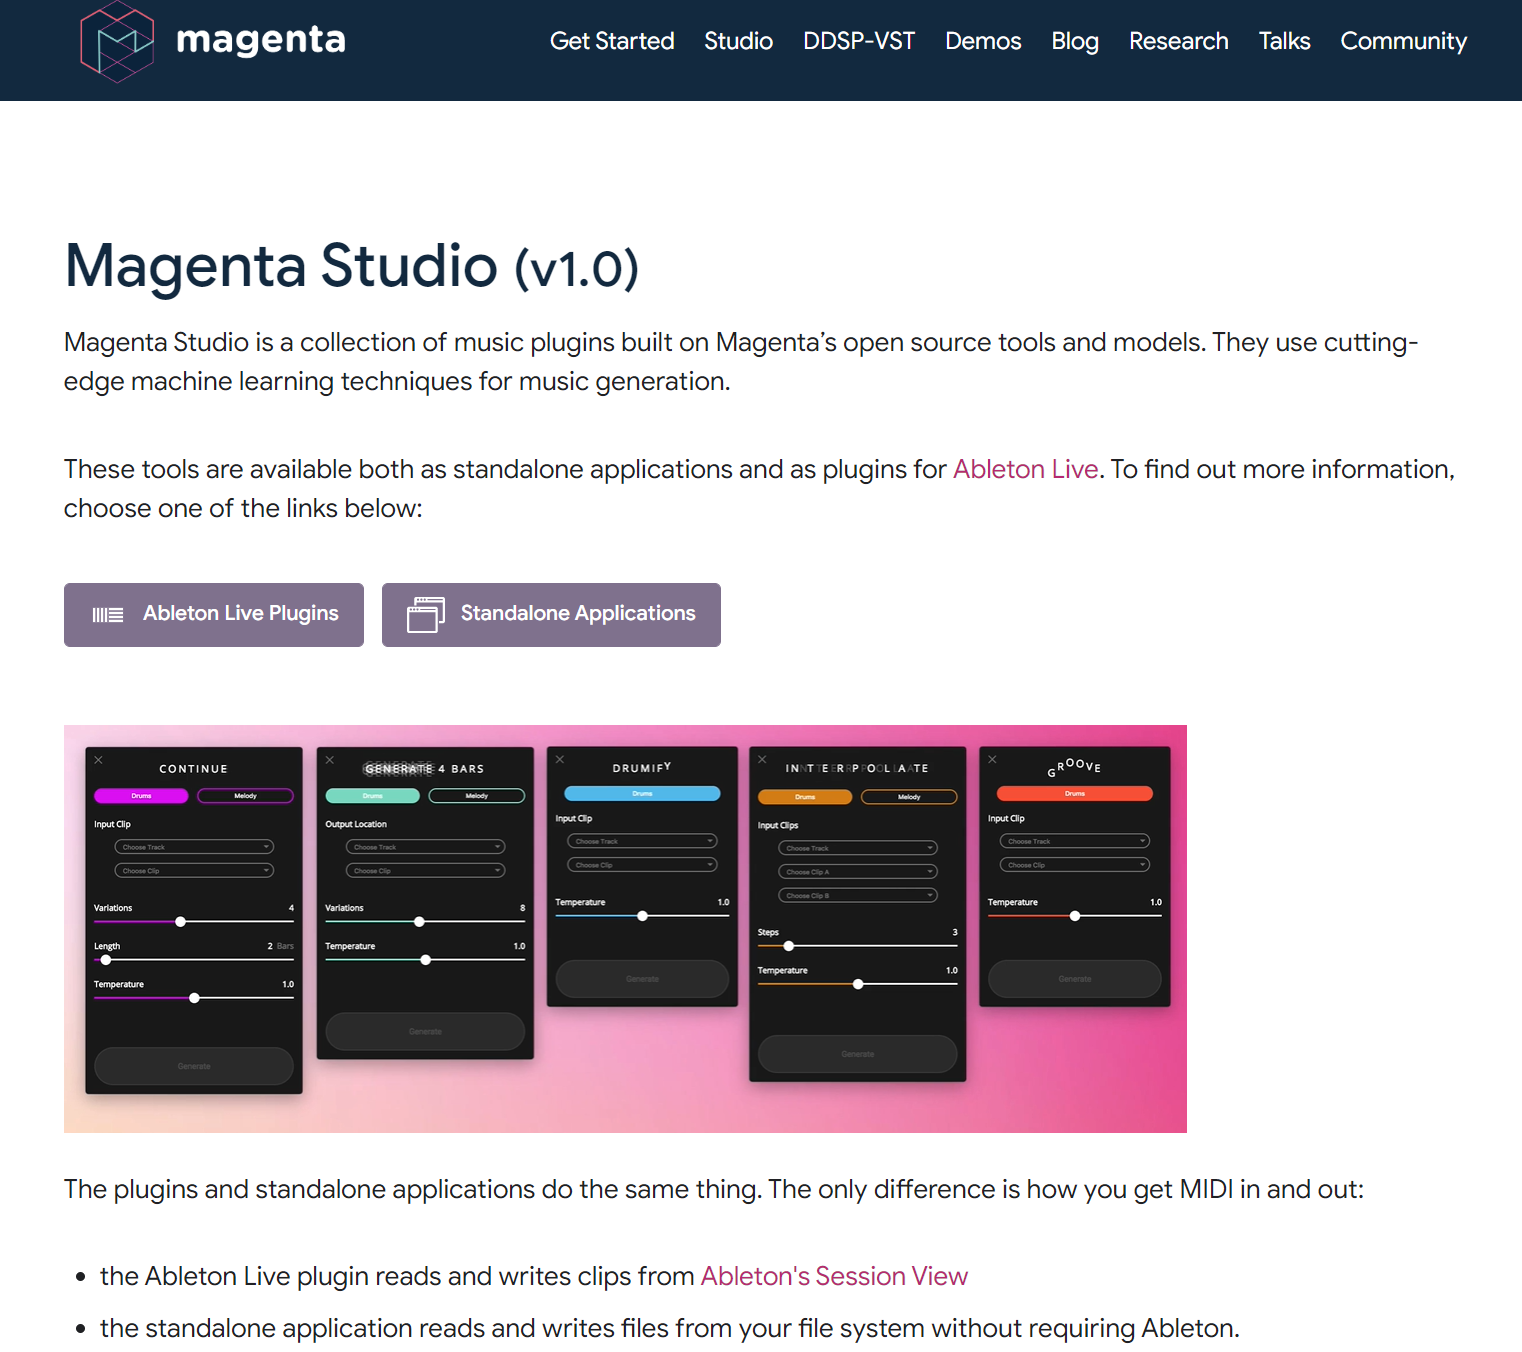 magenta
Get Started Studio DDSP-VST Demos Blog Research Talks Community
Magenta Studio (v1.0)
Magenta Studio is a collection of music plugins built on Magenta’s open source tools and models. They use cutting-
edge machine learning techniques for music generation.
These tools are available both as standalone applications and as plugins for Ableton Live. To find out more information,
choose one of the links below:
Ableton Live Plugins
Standalone Applications
CONTINUE
Drums Melody
Input Clip
Choose Track
Choose Clip
Variations 4
Length 2 Bars
Temperature 1.0
Generate
GENERATE 4 BARS
Drums Melody
Output Location
Choose Track
Choose Clip
Variations 8
Temperature 1.0
Generate
DRUMIFY
Drums
Input Clip
Choose Track
Choose Clip
Temperature 1.0
Generate
INTERPOLATE
Drums Melody
Input Clips
Choose Track
Choose Clip A
Choose Clip B
Steps 3
Temperature 1.0
Generate
GROOVE
Drums
Input Clip
Choose Track
Choose Clip
Temperature 1.0
Generate
The plugins and standalone applications do the same thing. The only difference is how you get MIDI in and out:
the Ableton Live plugin reads and writes clips from Ableton's Session View
the standalone application reads and writes files from your file system without requiring Ableton.